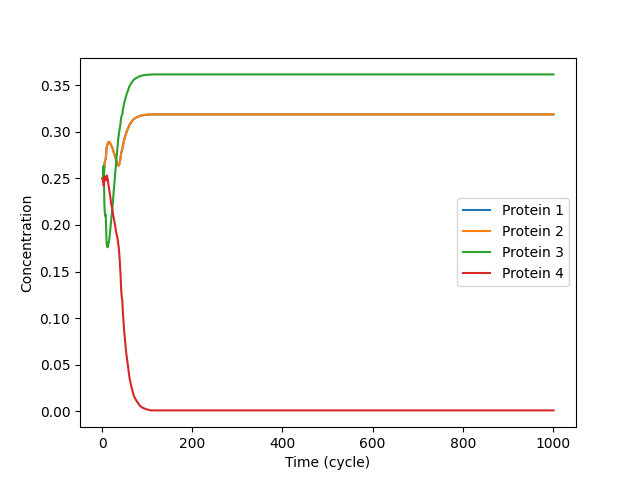 0.35
0.30
0.25
0.20
0.15
0.10
0.05
0.00
Concentration
Protein 1
Protein 2
Protein 3
Protein 4
0 200 400 600 800 1000
Time (cycle)